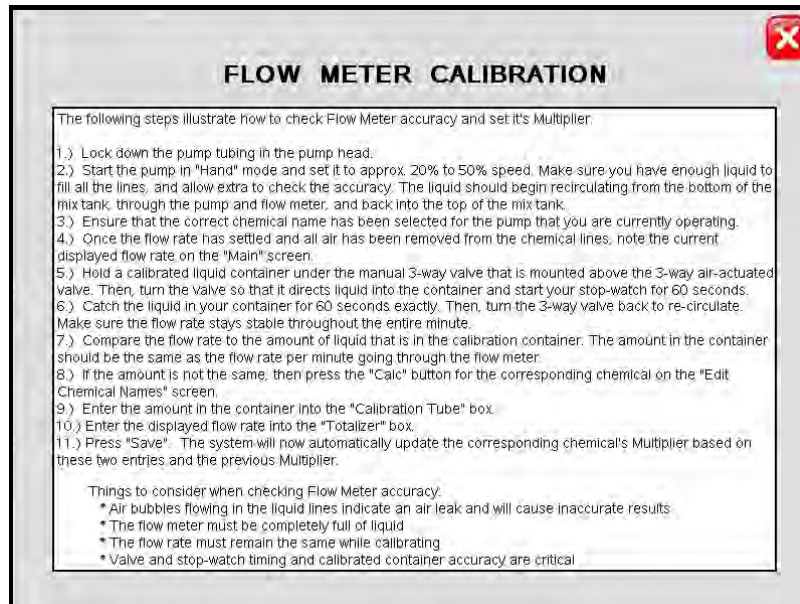 FLOW METER CALIBRATION
The following steps illustrate how to check Flow Meter accuracy and set it's Multiplier
1.) Lock down the pump tubing in the pump head.
2.) Start the pump in "Hand" mode and set it to approx. 20% to 50% speed. Make sure you have enough liquid to
fill all the lines, and allow extra to check the accuracy. The liquid should begin recirculating from the bottom of the
mix tank, through the pump and flow meter, and back into the top of the mix tank.
3.) Ensure that the correct chemical name has been selected for the pump that you are currently operating.
4.) Once the flow rate has settled and all air has been removed from the chemical lines, note the current
displayed flow rate on the "Main" screen.
5.) Hold a calibrated liquid container under the manual 3-way valve that is mounted above the 3-way air-actuated
valve. Then, turn the valve so that it directs liquid into the container and start your stop-watch for 60 seconds.
6.) Catch the liquid in your container for 60 seconds exactly. Then, turn the 3-way valve back to re-circulate.
Make sure the flow rate stays stable throughout the entire minute.
7.) Compare the flow rate to the amount of liquid that is in the calibration container. The amount in the container
should be the same as the flow rate per minute going through the flow meter.
8.) If the amount is not the same, then press the "Calc" button for the corresponding chemical on the "Edit
Chemical Names" screen.
9.) Enter the amount in the container into the "Calibration Tube" box.
10.) Enter the displayed flow rate into the "Totalizer" box.
11.) Press "Save". The system will now automatically update the corresponding chemical's Multiplier based on
these two entries and the previous Multiplier.
Things to consider when checking Flow Meter accuracy:
* Air bubbles flowing in the liquid lines indicate an air leak and will cause inaccurate results
* The flow meter must be completely full of liquid
* The flow rate must remain the same while calibrating
* Valve and stop-watch timing and calibrated container accuracy are critical